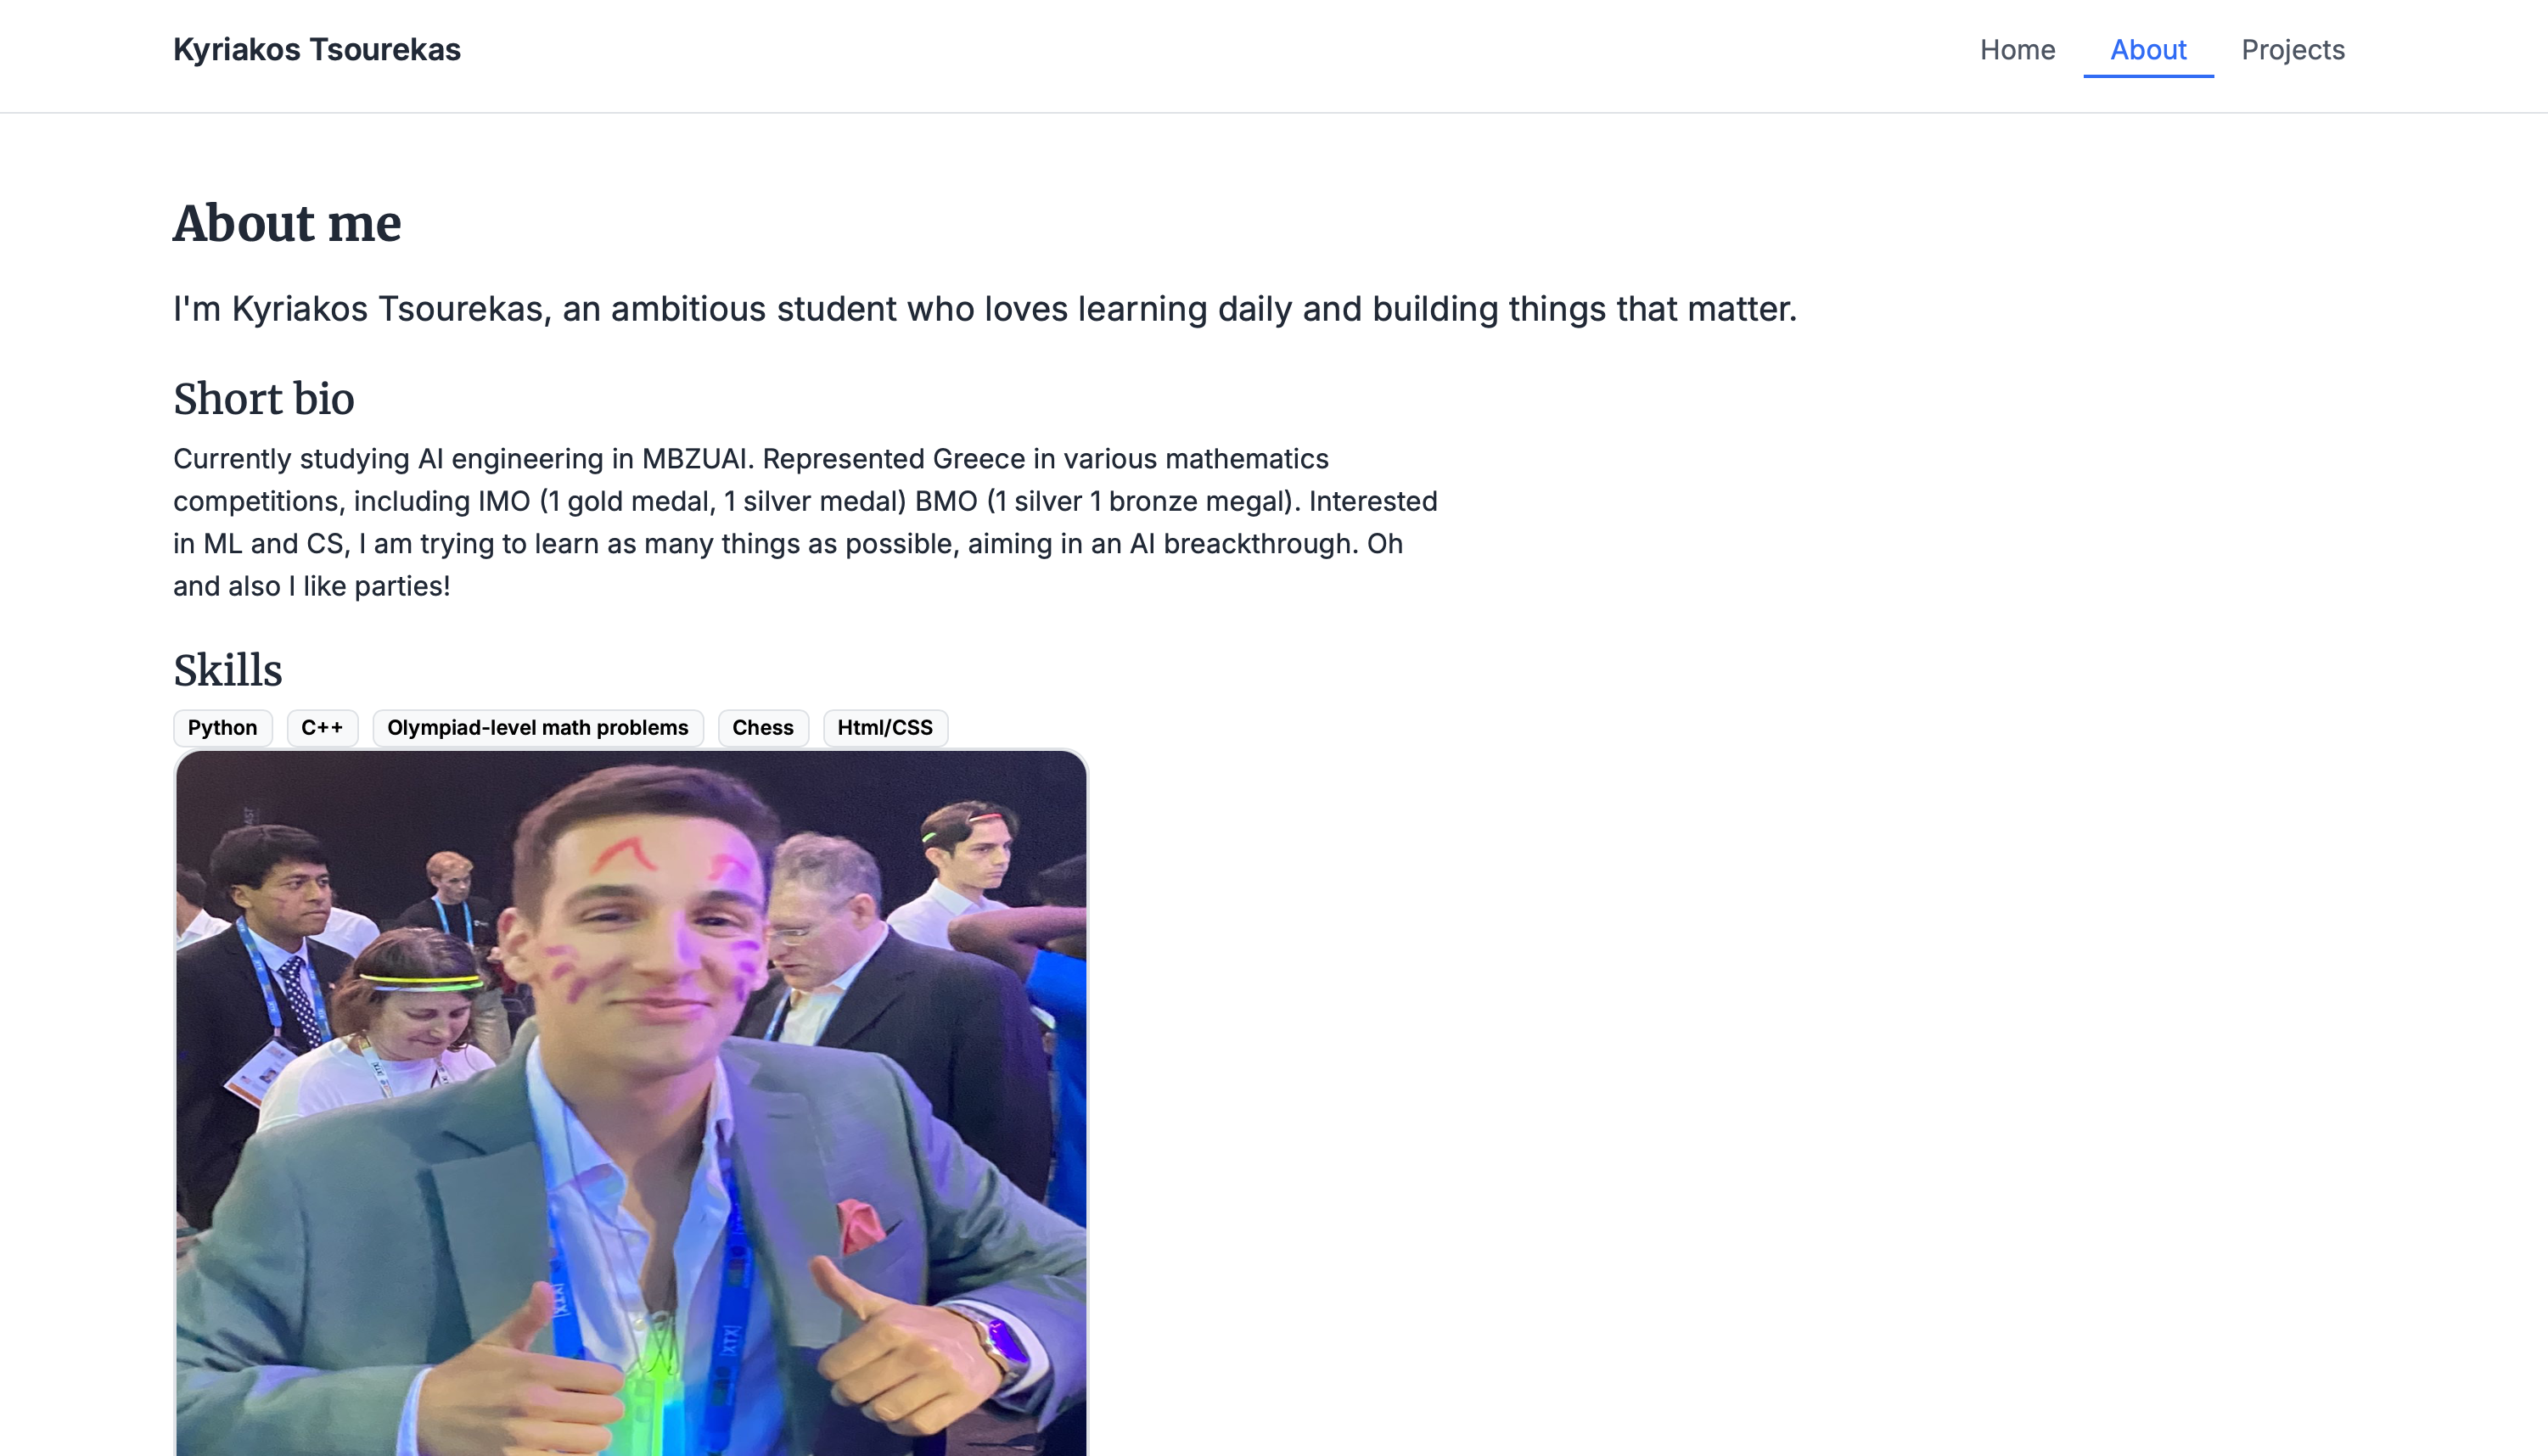 Kyriakos Tsourekas
Home About Projects
About me
I'm Kyriakos Tsourekas, an ambitious student who loves learning daily and building things that matter.
Short bio
Currently studying AI engineering in MBZUAI. Represented Greece in various mathematics
competitions, including IMO (1 gold medal, 1 silver medal) BMO (1 silver 1 bronze megal). Interested
in ML and CS, I am trying to learn as many things as possible, aiming in an AI breackthrough. Oh
and also I like parties!
Skills
Python C++ Olympiad-level math problems Chess Html/CSS
XTX
XTX